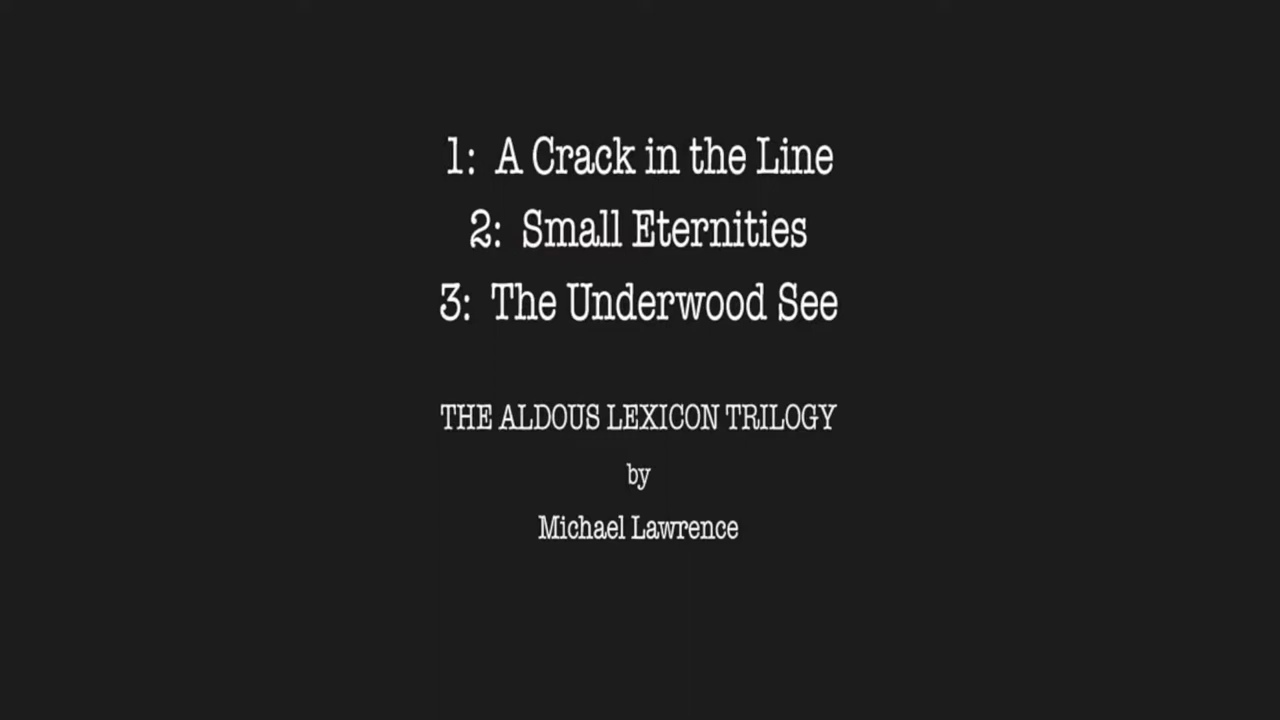 1: A Crack in the Line
2: Small Eternities
3: The Underwood See
THE ALDOUS LEXICON TRILOGY
by
Michael Lawrence